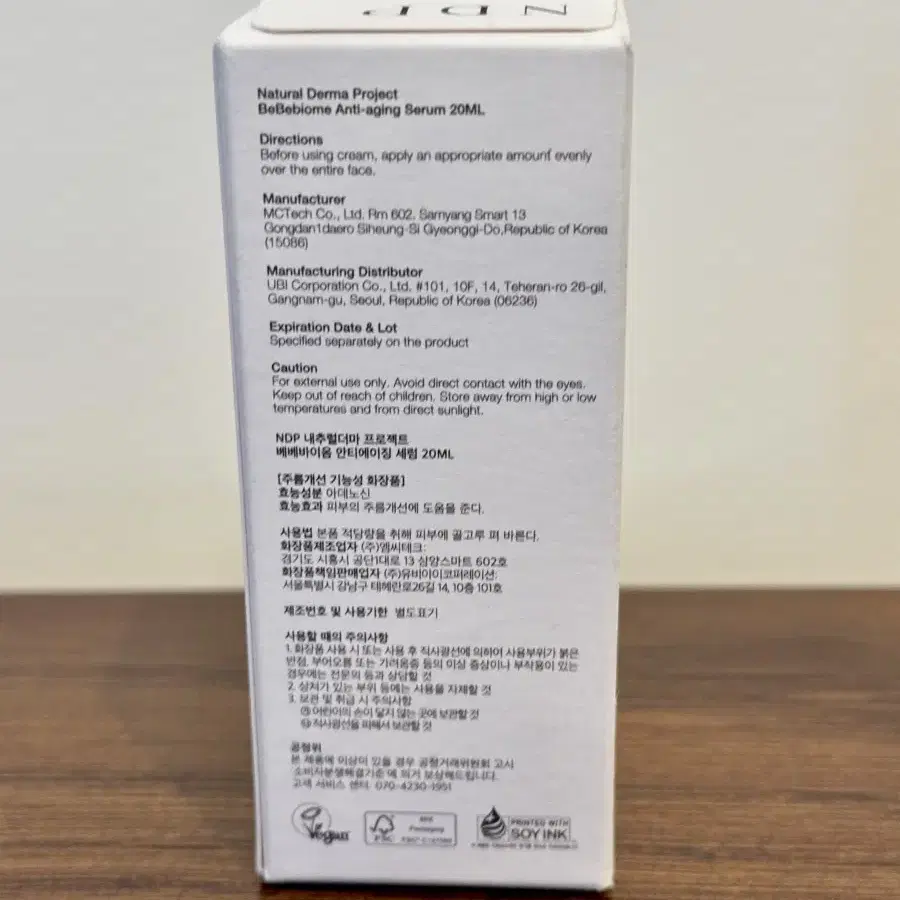 NDP
Natural Derma Project
BeBebiome Anti-aging Serum 20ML
Directions
Before using cream, apply an appropriate amount evenly
over the entire face.
Manufacturer
MCTech Co., Ltd. Rm 602, Samyang Smart 13
Gongdan1daero Siheung-Si Gyeonggi-Do,Republic of Korea
(15086)
Manufacturing Distributor
UBI Corporation Co., Ltd. #101, 10F, 14, Teheran-ro 26-gil,
Gangnam-gu, Seoul, Republic of Korea (06236)
Expiration Date & Lot
Specified separately on the product
Caution
For external use only. Avoid direct contact with the eyes.
Keep out of reach of children. Store away from high or low
temperatures and from direct sunlight.
NDP 내추럴더마 프로젝트
베베바이옴 안티에이징 세럼 20ML
[주름개선 기능성 화장품]
효능성분 아데노신
효능효과 피부의 주름개선에 도움을 준다.
사용법 본품 적당량을 취해 피부에 골고루 펴 바른다.
화장품제조업자 (주)엠씨테크:
경기도 시흥시 공단1대로 13 삼양스마트 602호
화장품책임판매업자 (주)유비아이코퍼레이션:
서울특별시 강남구 테헤란로26길 14, 10층 101호
제조번호 및 사용기한 별도표기
사용할 때의 주의사항
1. 화장품 사용 시 또는 사용 후 직사광선에 의하여 사용부위가 붉은
반점, 부어오름 또는 가려움증 등의 이상 증상이나 부작용이 있는
경우에는 전문의 등과 상담할 것
2. 상처가 있는 부위 등에는 사용을 자제할 것
3. 보관 및 취급 시 주의사항
㉮ 어린이의 손이 닿지 않는 곳에 보관할 것
㉯ 직사광선을 피해서 보관할 것
공정위
본 제품에 이상이 있을 경우 공정거래위원회 고시
소비자분쟁해결기준에 의거 보상해드립니다.
고객 서비스 센터 070-4230-1951
Vegan
FSC
MIX
Packaging
PRINTED WITH
SOY INK